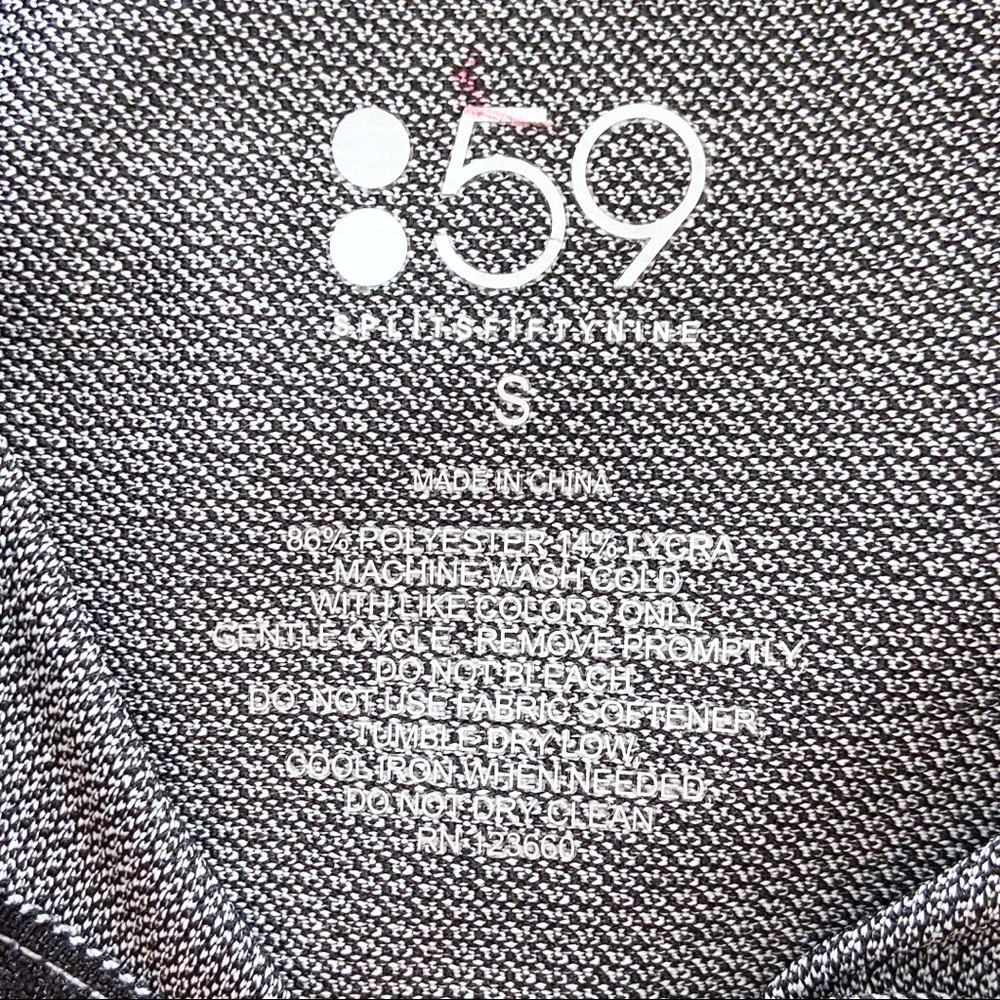 :59
SPLITSFIFTYNINE
S
MADE IN CHINA
86% POLYESTER 14% LYCRA
MACHINE WASH COLD
WITH LIKE COLORS ONLY
GENTLE CYCLE, REMOVE PROMPTLY,
DO NOT BLEACH
DO NOT USE FABRIC SOFTENER,
TUMBLE DRY LOW,
COOL IRON WHEN NEEDED,
DO NOT DRY CLEAN
RN 123660